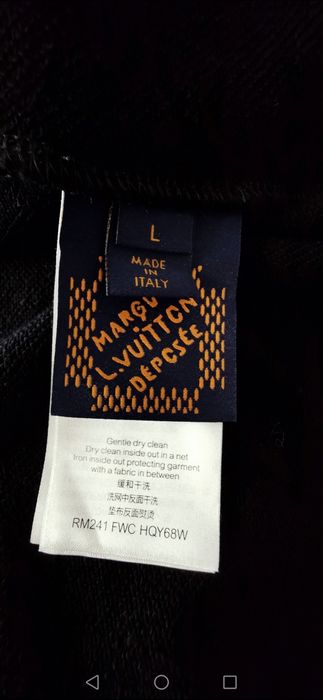 L
MADE
IN
ITALY
MARQU
L.VUITTON
DÉPOSÉE
Gentle dry clean
Dry clean inside out in a net
Iron inside out protecting garment
with a fabric in between
缓和干洗
洗网中反面干洗
垫布反面熨烫
RM241 FWC HQY68W